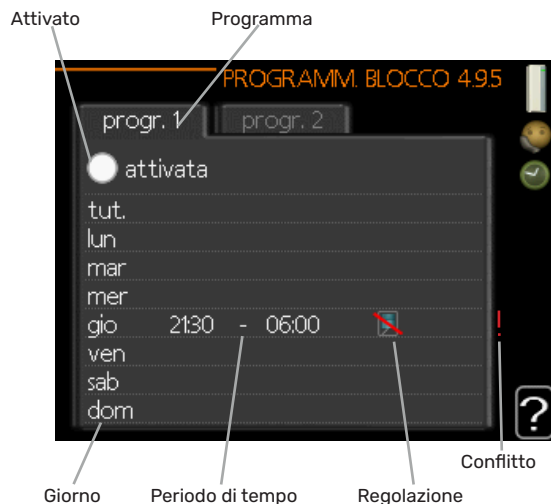 Attivato
Programma
PROGRAMM. BLOCCO 4.9.5
progr. 1
progr. 2
attivata
tut.
lun
mar
mer
gio 21:30 - 06:00 !
ven
sab
dom
?
Conflitto
Giorno
Periodo di tempo
Regolazione